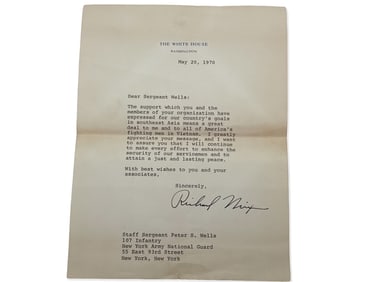 THE WHITE HOUSE
WASHINGTON
May 20, 1970
Dear Sergeant Wells:
The support which you and the
members of your organization have
expressed for our country's goals
in southeast Asia means a great
deal to me and to all of America's
fighting men in Vietnam. I greatly
appreciate your message, and I want
to assure you that I will continue
to make every effort to enhance the
security of our servicemen and to
attain a just and lasting peace.
With best wishes to you and your
associates,
Sincerely,
Richard Nixon
Staff Sergeant Peter S. Wells
107 Infantry
New York Army National Guard
55 East 93rd Street
New York, New York